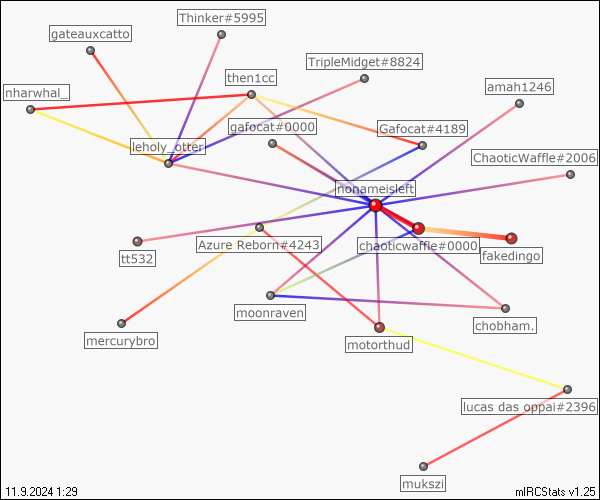 Thinker#5995
gateauxcatto
TripleMidget#8824
then1cc
amah1246
nharwhal_
gafocat#0000
Gafocat#4189
leholy_otter
ChaoticWaffle#2006
nonameisleft
Azure Reborn#4243
chaoticwaffle#0000
fakedingo
tt532
moonraven
chobham.
mercurybro
motorthud
lucas das oppai#2396
mukszi
11.9.2024 1:29
mIRCStats v1.25